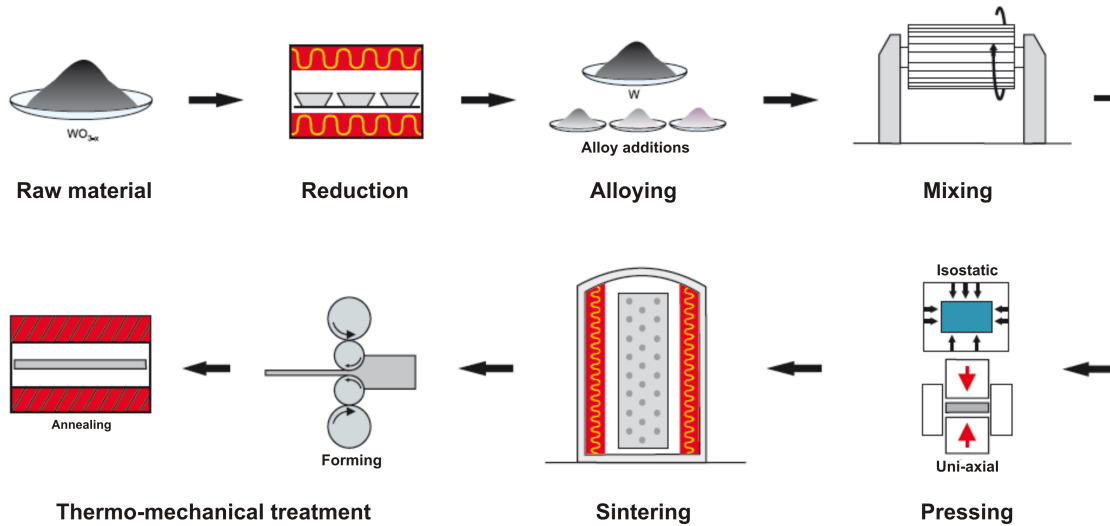 WO3-x
W
Alloy additions
Raw material
Reduction
Alloying
Mixing
Isostatic
Annealing
Forming
Uni-axial
Thermo-mechanical treatment
Sintering
Pressing